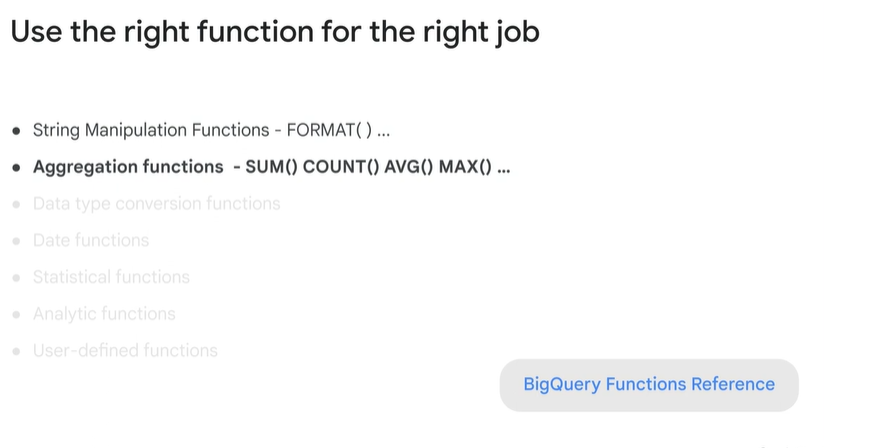 Use the right function for the right job
• String Manipulation Functions - FORMAT( ) ...
• Aggregation functions - SUM() COUNT() AVG() MAX() ...
• Data type conversion functions
• Date functions
• Statistical functions
• Analytic functions
• User-defined functions
BigQuery Functions Reference